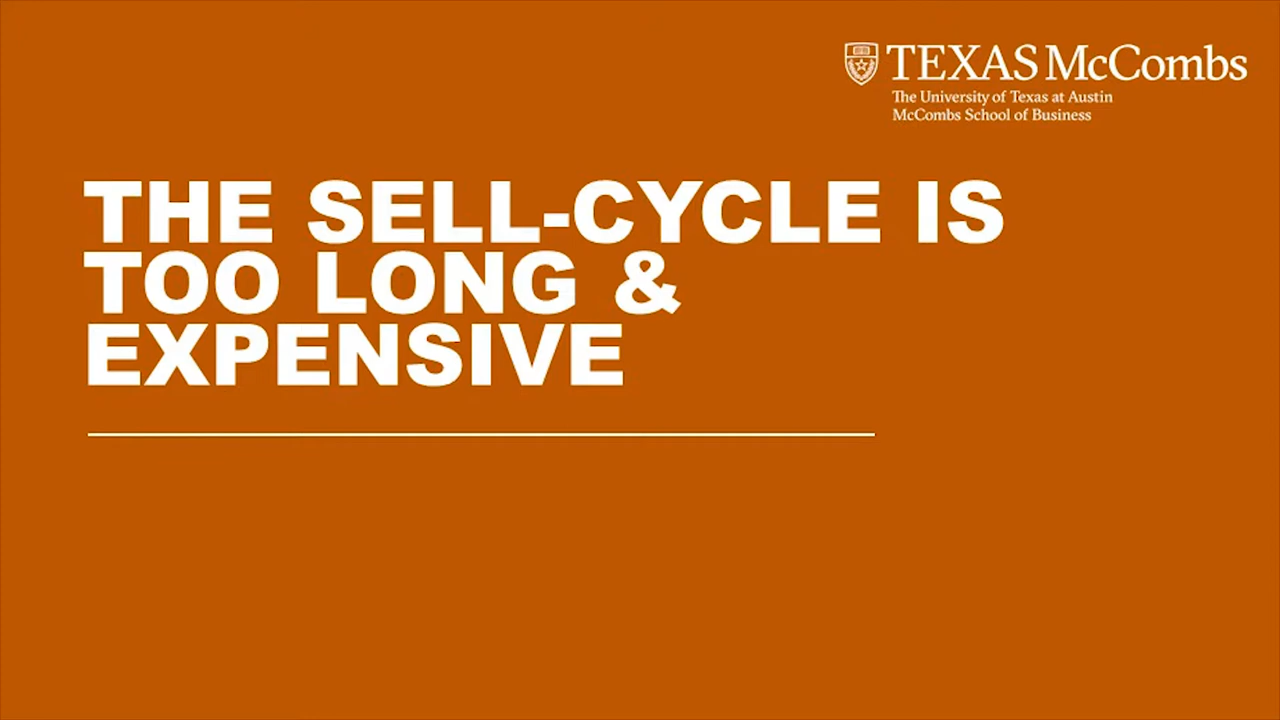 TEXAS McCombs
The University of Texas at Austin
McCombs School of Business
THE SELL-CYCLE IS
TOO LONG &
EXPENSIVE